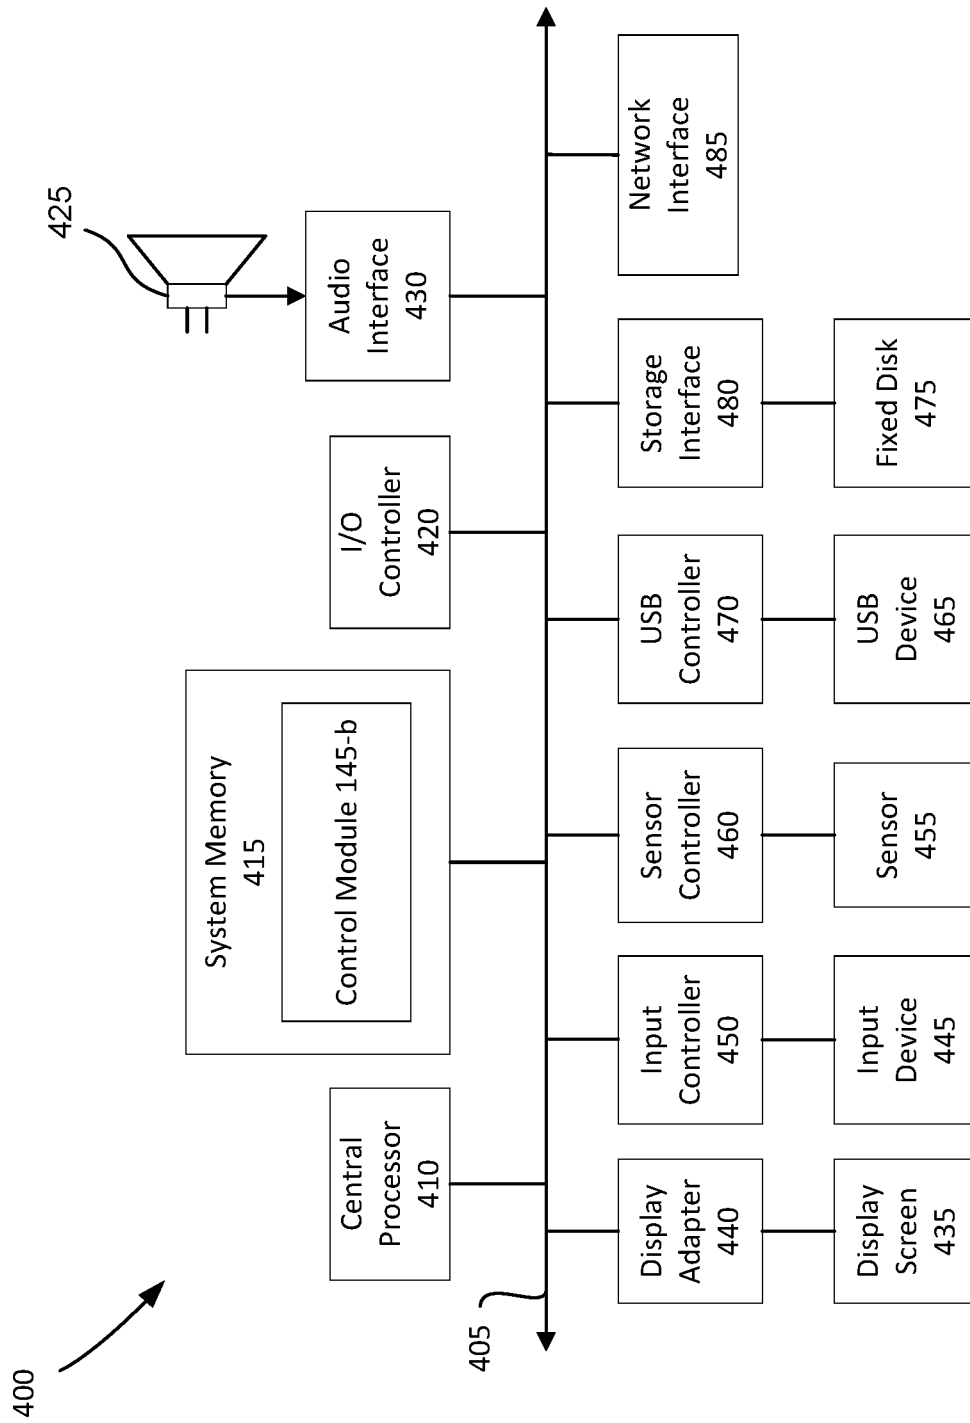 400
405
425
Central
Processor
410
System Memory
415
Control Module 145-b
I/O
Controller
420
Audio
Interface
430
Display
Adapter
440
Input
Controller
450
Sensor
Controller
460
USB
Controller
470
Storage
Interface
480
Network
Interface
485
Display
Screen
435
Input
Device
445
Sensor
455
USB
Device
465
Fixed Disk
475